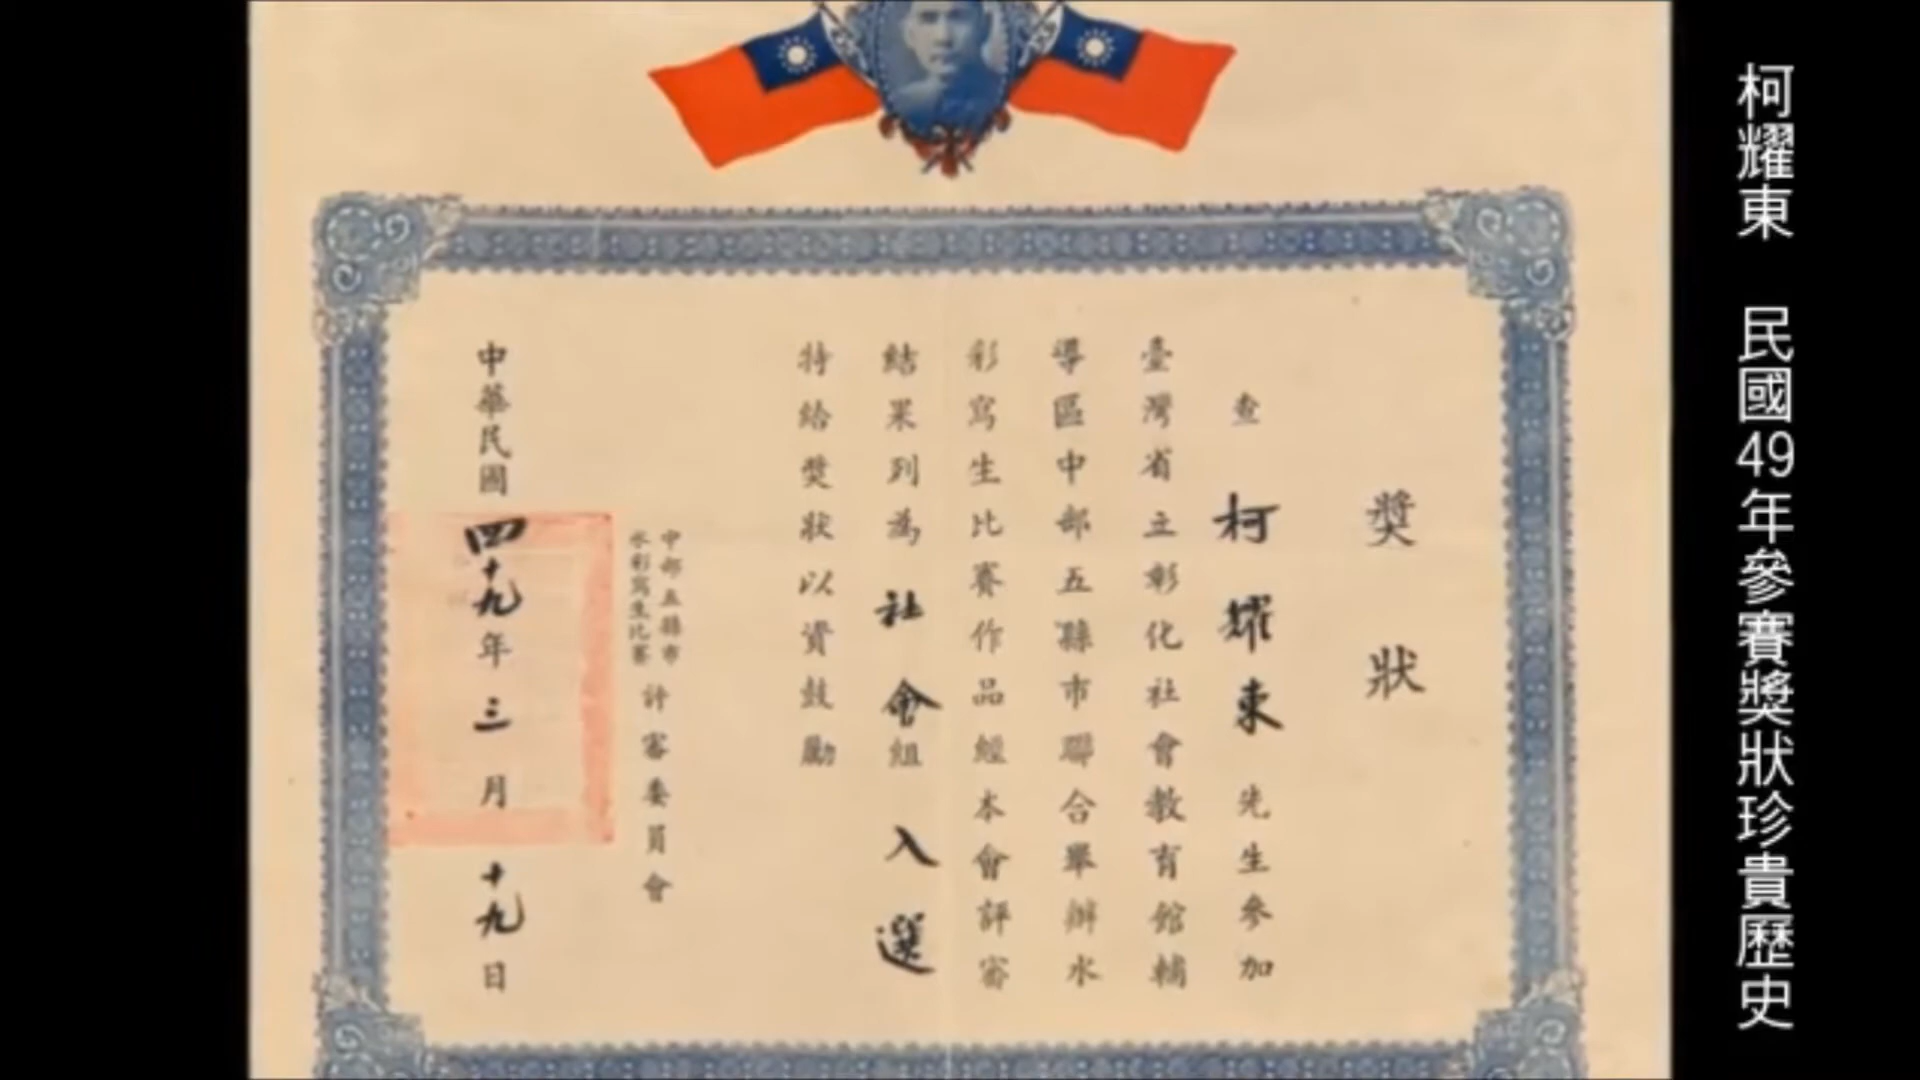 柯耀東 民國49年參賽獎狀珍貴歷史
獎狀
查 柯耀東 先生參加
臺灣省立彰化社會教育館輔
導區中部五縣市聯合舉辦水
彩寫生比賽作品經本會評審
結果列為 社會 組 入選
特給獎狀以資鼓勵
中部五縣市
水彩寫生比賽
評審委員會
中華民國四十九年三月十九日